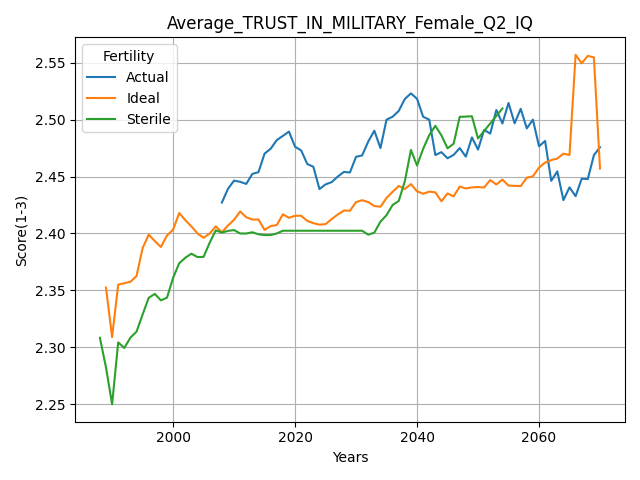 Average_TRUST_IN_MILITARY_Female_Q2_IQ
Score(1-3)
2.55
2.50
2.45
2.40
2.35
2.30
2.25
Fertility
Actual
Ideal
Sterile
2000
2020
2040
2060
Years